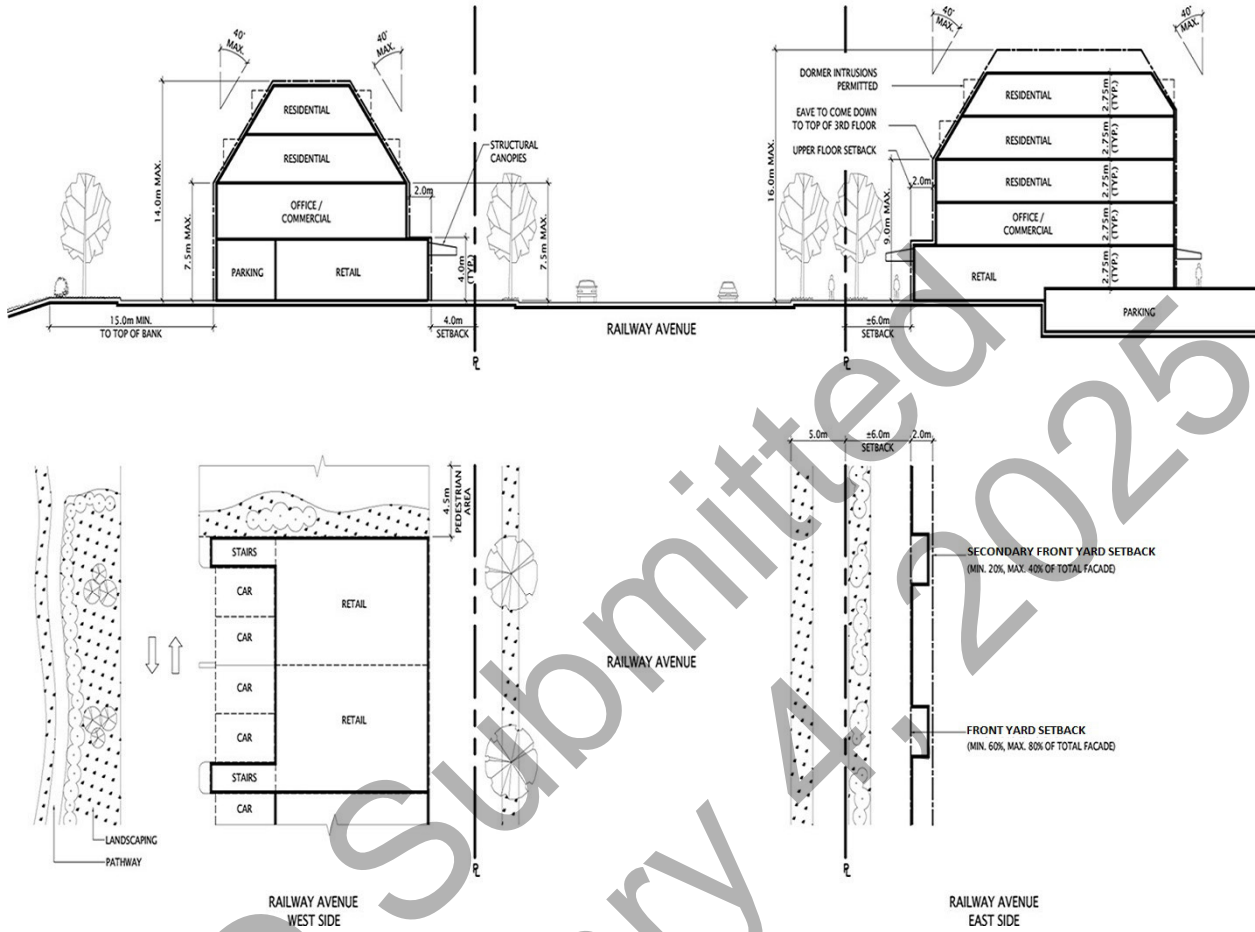 40'
MAX.
40'
MAX.
RESIDENTIAL
RESIDENTIAL
OFFICE /
COMMERCIAL
PARKING
RETAIL
14.0m MAX.
7.5m MAX.
STRUCTURAL
CANOPIES
2.0m
4.0m
(TYP.)
7.5m MAX.
15.0m MIN.
TO TOP OF BANK
4.0m
SETBACK
RAILWAY AVENUE
40'
MAX.
40'
MAX.
DORMER INTRUSIONS
PERMITTED
EAVE TO COME DOWN
TO TOP OF 3RD FLOOR
UPPER FLOOR SETBACK
16.0m MAX.
9.0m MAX.
2.0m
RESIDENTIAL
2.75m
(TYP.)
RESIDENTIAL
2.75m
(TYP.)
RESIDENTIAL
2.75m
(TYP.)
OFFICE /
COMMERCIAL
2.75m
(TYP.)
RETAIL
2.75m
(TYP.)
PARKING
±6.0m
SETBACK
PL
PL
4.5m
PEDESTRIAN
AREA
STAIRS
CAR
CAR
CAR
CAR
STAIRS
CAR
RETAIL
RETAIL
LANDSCAPING
PATHWAY
PL
RAILWAY AVENUE
WEST SIDE
RAILWAY AVENUE
5.0m
±6.0m
SETBACK
2.0m
SECONDARY FRONT YARD SETBACK
(MIN. 20%, MAX. 40% OF TOTAL FACADE)
FRONT YARD SETBACK
(MIN. 60%, MAX. 80% OF TOTAL FACADE)
PL
RAILWAY AVENUE
EAST SIDE
Submitted
4, 2025